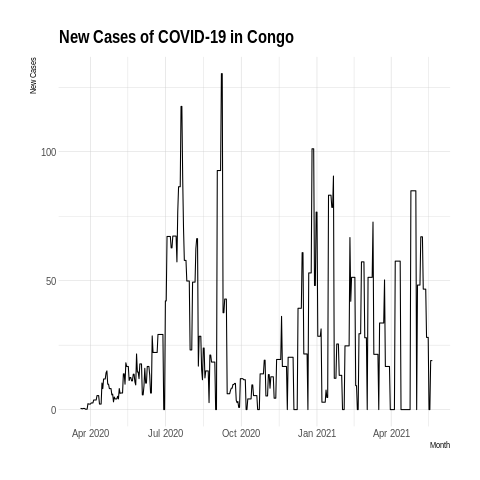 New Cases of COVID-19 in Congo
New Cases
100
50
0
Apr 2020 Jul 2020 Oct 2020 Jan 2021 Apr 2021
Month